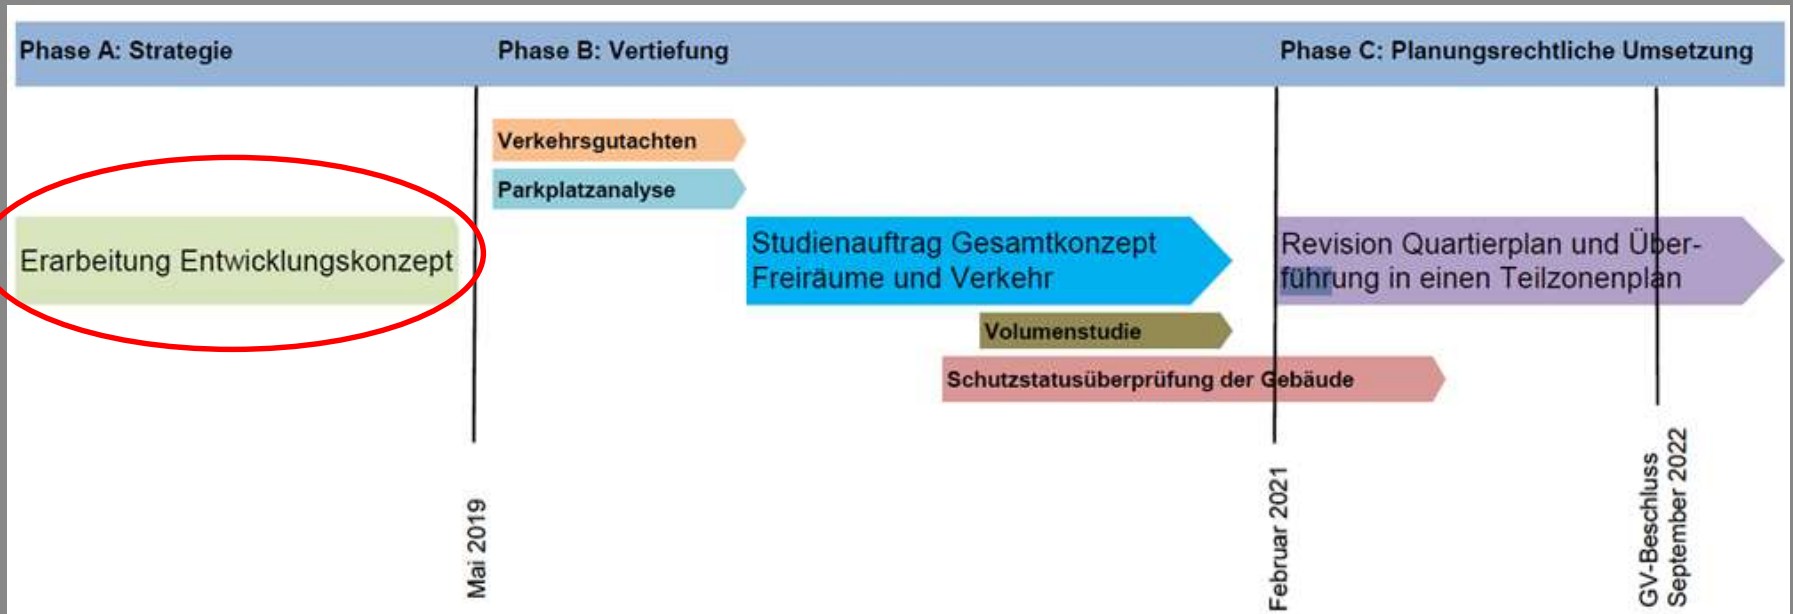 Phase A: Strategie
Phase B: Vertiefung
Phase C: Planungsrechtliche Umsetzung
Verkehrsgutachten
Parkplatzanalyse
Erarbeitung Entwicklungskonzept
Studienauftrag Gesamtkonzept
Freiräume und Verkehr
Revision Quartierplan und Über-
führung in einen Teilzonenplan
Volumenstudie
Schutzstatusüberprüfung der Gebäude
Mai 2019
Februar 2021
GV-Beschluss
September 2022